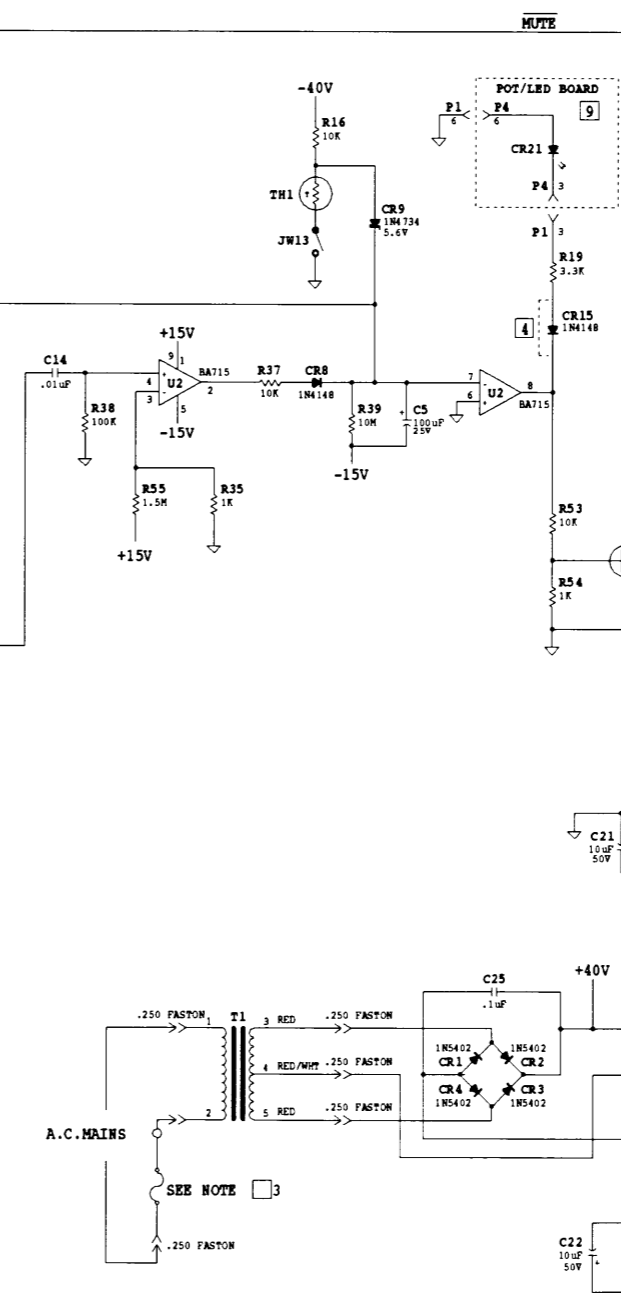 MUTE
-40V
R16
10K
TH1
T
JW13
CR9
1N4734
5.6V
POT/LED BOARD
9
P1
6
P4
6
CR21
P4 3
P1 3
R19
3.3K
4
CR15
1N4148
C14
.01uF
+15V
9
1
4
3
U2
BA715
2
5
-15V
R38
100K
R37
10K
CR8
1N4148
R39
10M
+
C5
100uF
25V
-15V
7
6
-
+
U2
8
BA715
R55
1.5M
R35
1K
+15V
R53
10K
R54
1K
C21
10uF
50V
C25
.1uF
+40V
.250 FASTON
1
T1
3 RED
.250 FASTON
4 RED/WHT
.250 FASTON
2
5 RED
.250 FASTON
1N5402
CR1
1N5402
CR2
CR4
1N5402
CR3
1N5402
A.C.MAINS
SEE NOTE 3
.250 FASTON
C22
10uF
50V
+